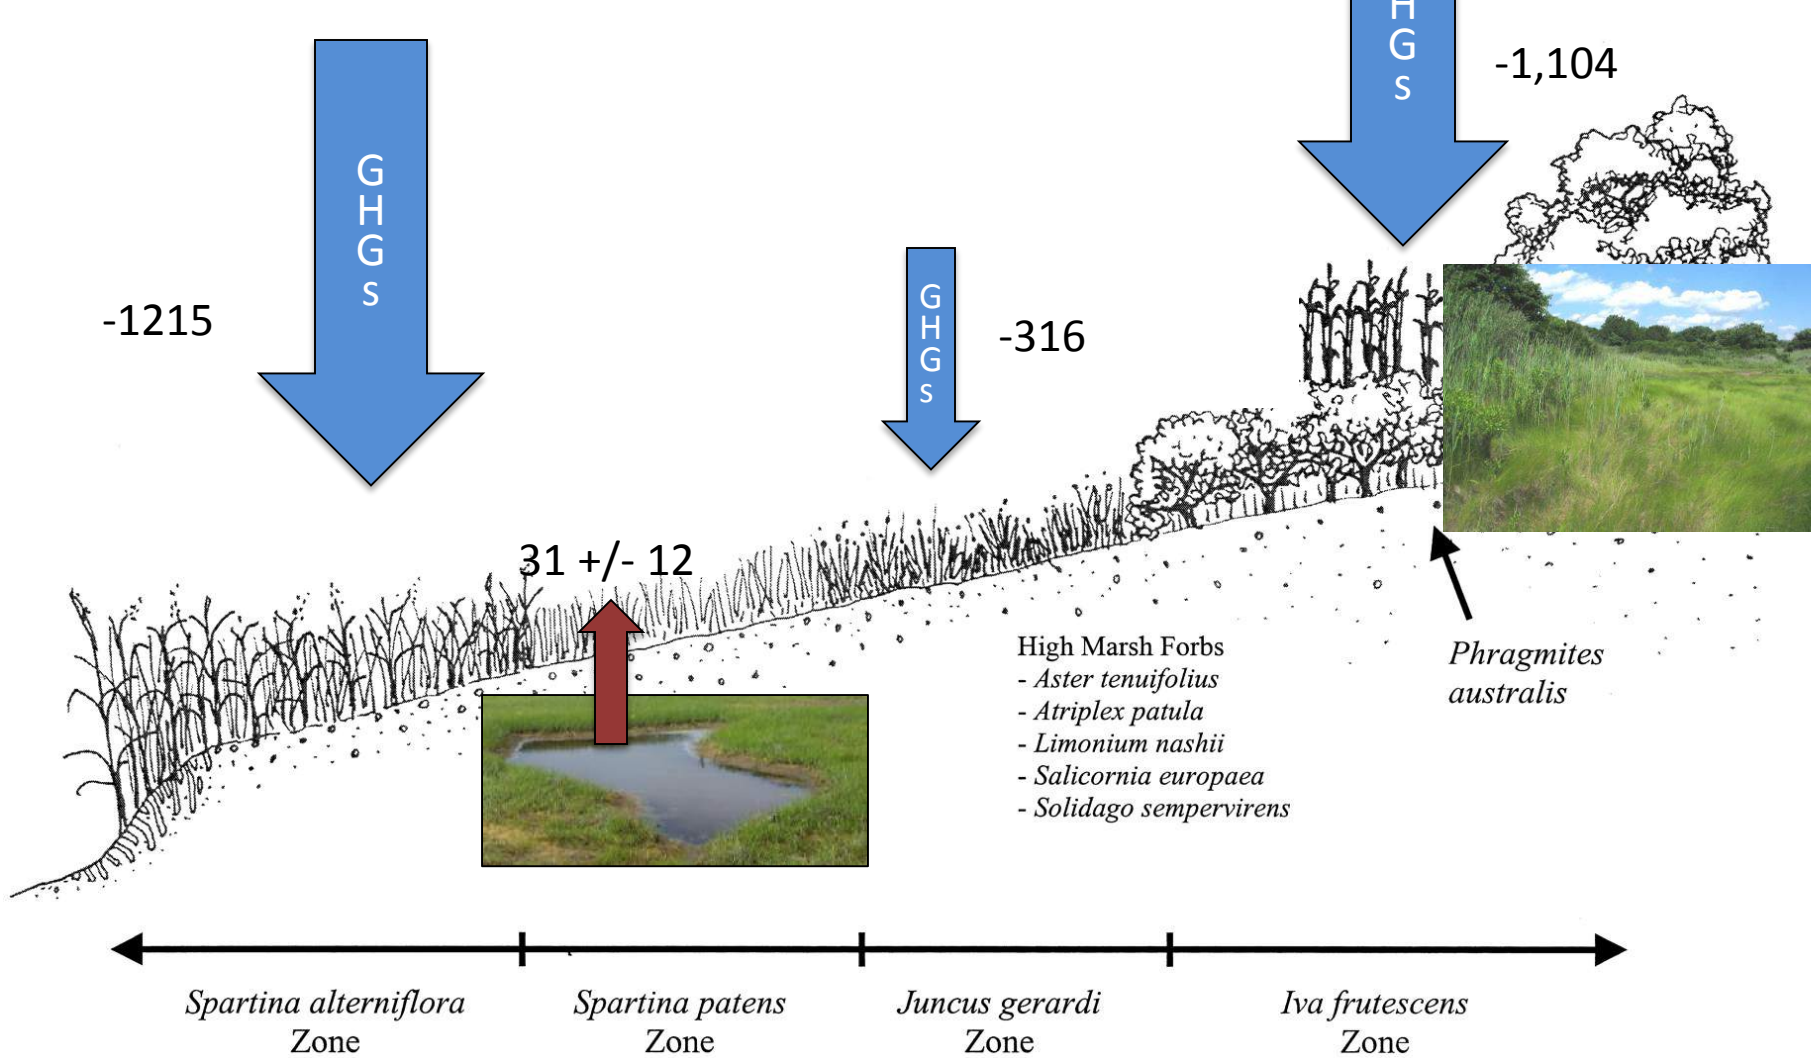 H
G
s
-1,104
G
H
G
s
-1215
G
H
G
s
-316
31 +/- 12
High Marsh Forbs
- Aster tenuifolius
- Atriplex patula
- Limonium nashii
- Salicornia europaea
- Solidago sempervirens
Phragmites
australis
Spartina alterniflora
Zone
Spartina patens
Zone
Juncus gerardi
Zone
Iva frutescens
Zone